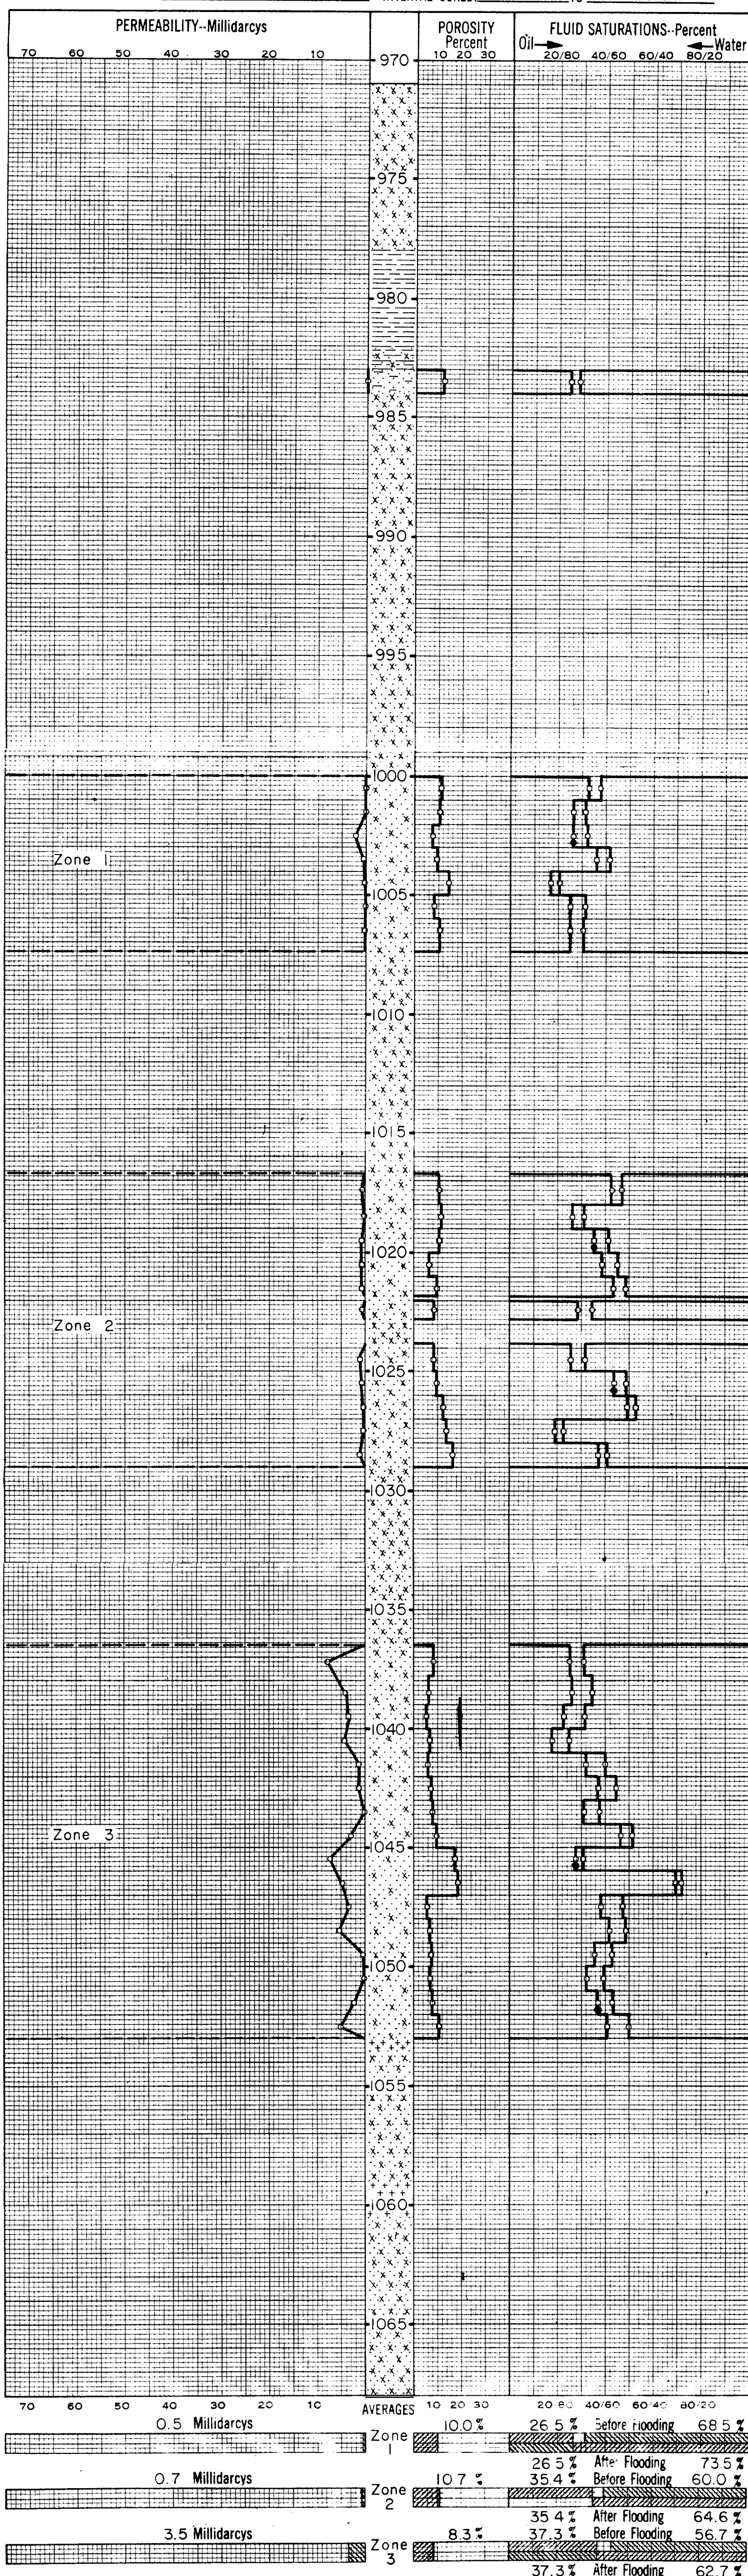 PERMEABILITY--Millidarcys
70 60 50 40 30 20 10
POROSITY
Percent
10 20 30
FLUID SATURATIONS--Percent
Oil Water
20/80 40/60 60/40 80/20
970
975
980
985
990
995
1000
Zone 1
1005
1010
1015
1020
Zone 2
1025
1030
1035
1040
Zone 3
1045
1050
1055
1060
1065
70 60 50 40 30 20 10
AVERAGES
10 20 30
20/80 40/60 60/40 80/20
0.5 Millidarcys
Zone
1
10.0%
26.5% Before Flooding 68.5%
26.5% After Flooding 73.5%
0.7 Millidarcys
Zone
2
10.7%
35.4% Before Flooding 60.0%
35.4% After Flooding 64.6%
3.5 Millidarcys
Zone
3
8.3%
37.3% Before Flooding 56.7%
37.3% After Flooding 62.7%